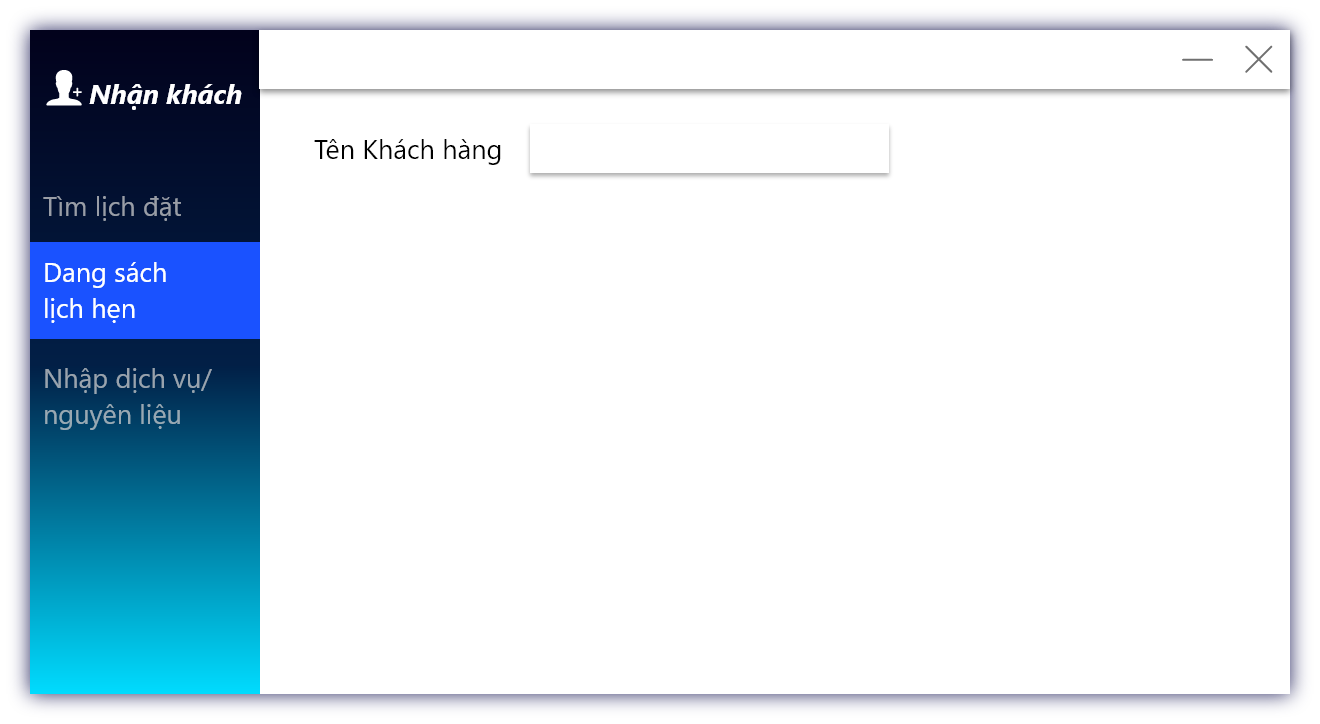 Nhận khách
Tên Khách hàng
Tìm lịch đặt
Dang sách
lịch hẹn
Nhập dịch vụ/
nguyên liệu